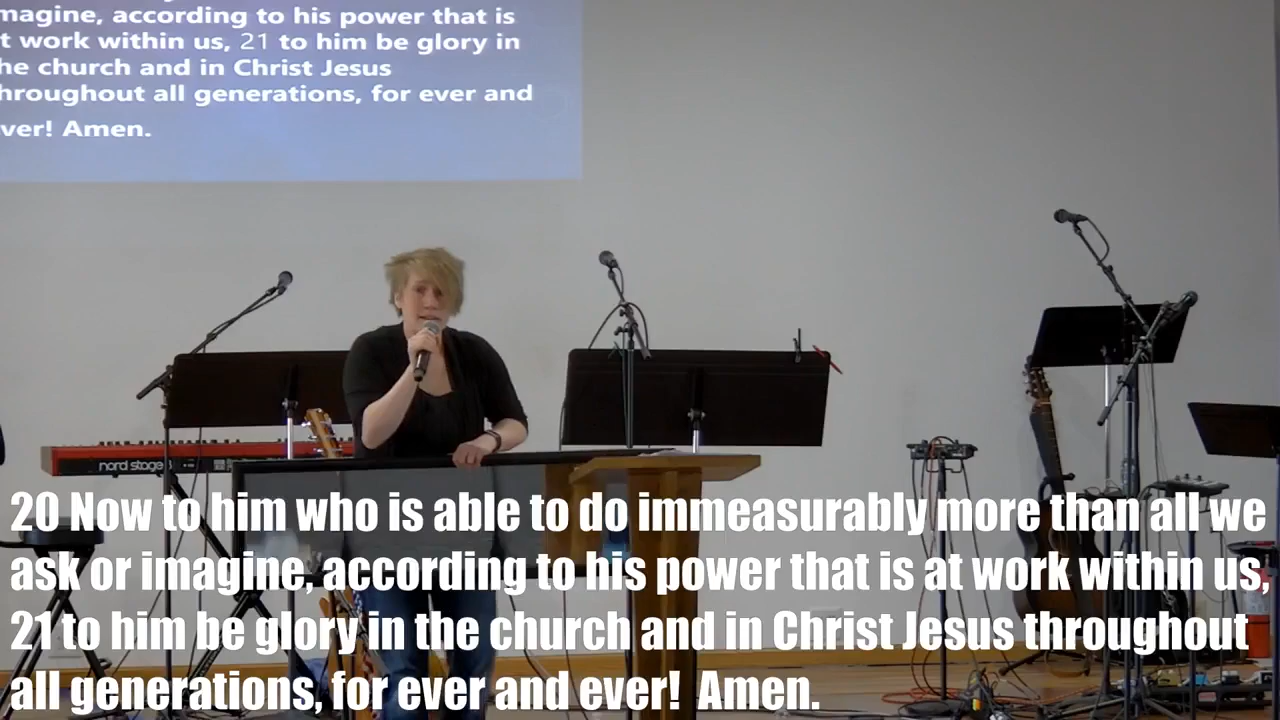 magine, according to his power that is
t work within us, 21 to him be glory in
he church and in Christ Jesus
hroughout all generations, for ever and
ver! Amen.
nord stage 3
20 Now to him who is able to do immeasurably more than all we
ask or imagine, according to his power that is at work within us,
21 to him be glory in the church and in Christ Jesus throughout
all generations, for ever and ever!  Amen.